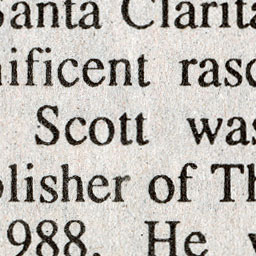 Santa Clarita
nificent rasc
Scott was
blisher of Th
988. He w